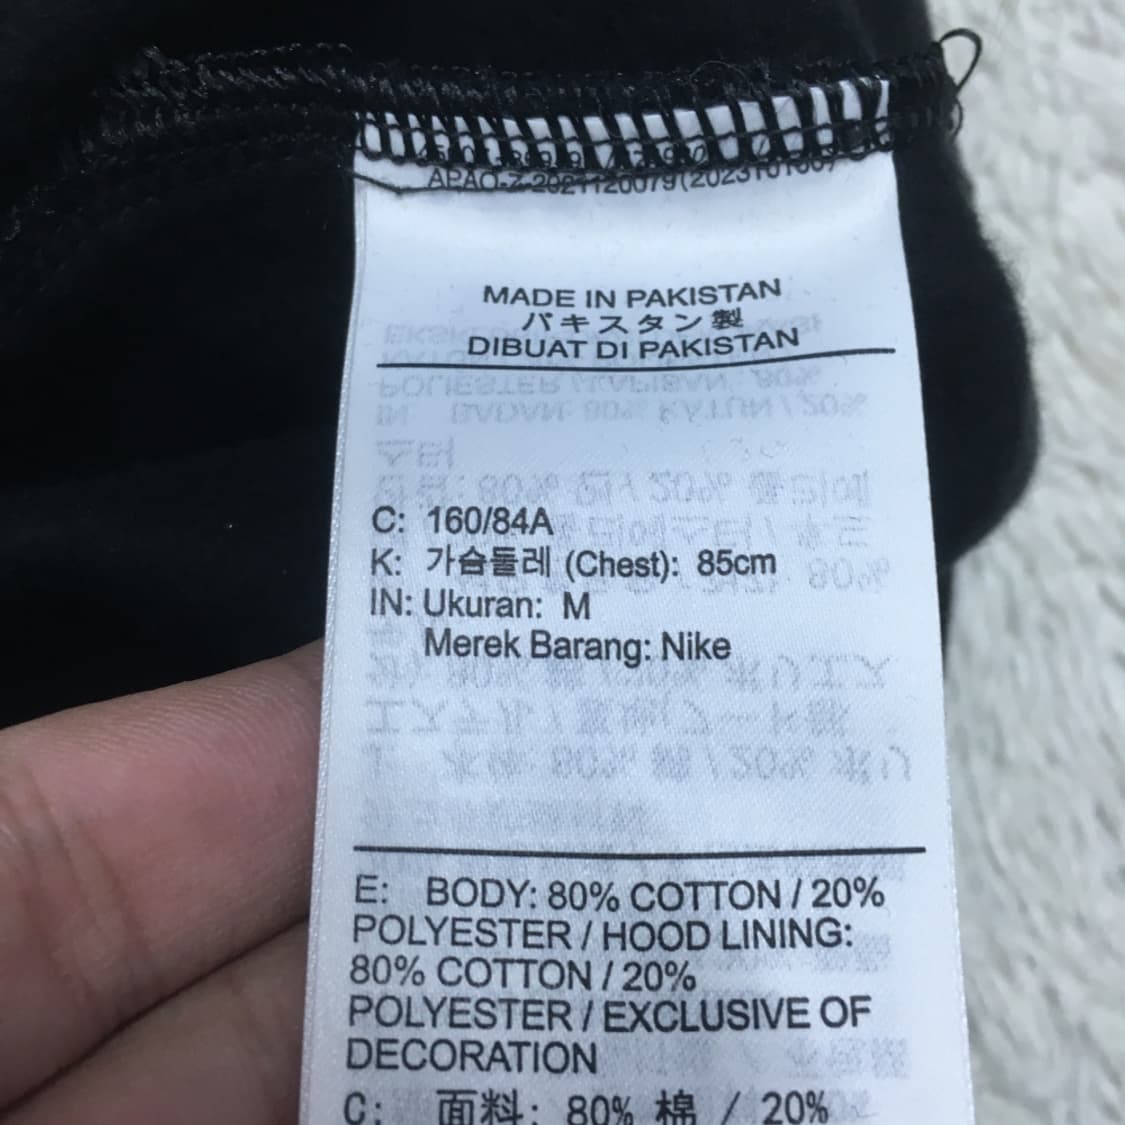 MADE IN PAKISTAN
パキスタン製
DIBUAT DI PAKISTAN
C: 160/84A
K: 가슴둘레 (Chest): 85cm
IN: Ukuran: M
Merek Barang: Nike
E: BODY: 80% COTTON / 20%
POLYESTER / HOOD LINING:
80% COTTON / 20%
POLYESTER / EXCLUSIVE OF
DECORATION
C: 面料: 80% 棉 / 20%